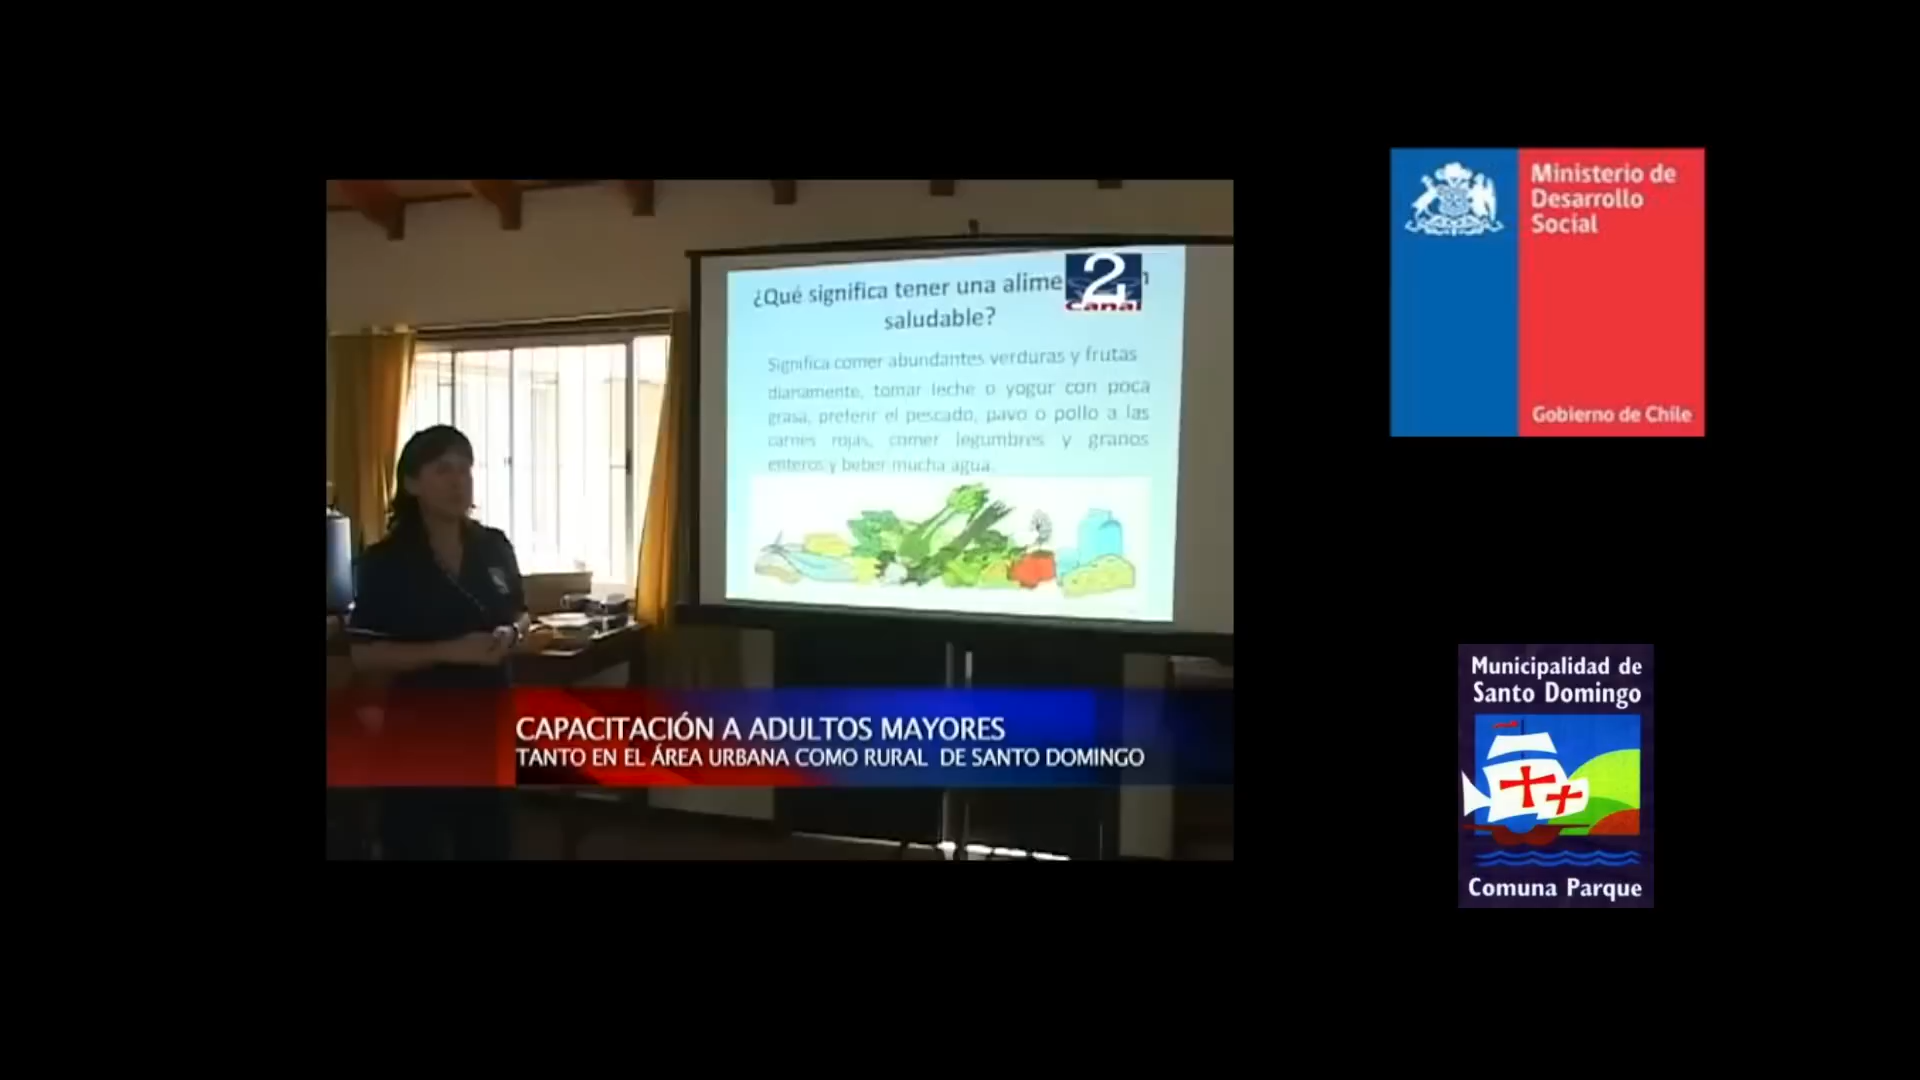 ¿Qué significa tener una alime
saludable?
Significa comer abundantes verduras y frutas
diariamente, tomar leche o yogur con poca
grasa, preferir el pescado, pavo o pollo a las
carnes rojas, comer legumbres y granos
enteros y beber mucha agua.
2
canal
CAPACITACIÓN A ADULTOS MAYORES
TANTO EN EL ÁREA URBANA COMO RURAL DE SANTO DOMINGO
Ministerio de
Desarrollo
Social
Gobierno de Chile
Municipalidad de
Santo Domingo
Comuna Parque